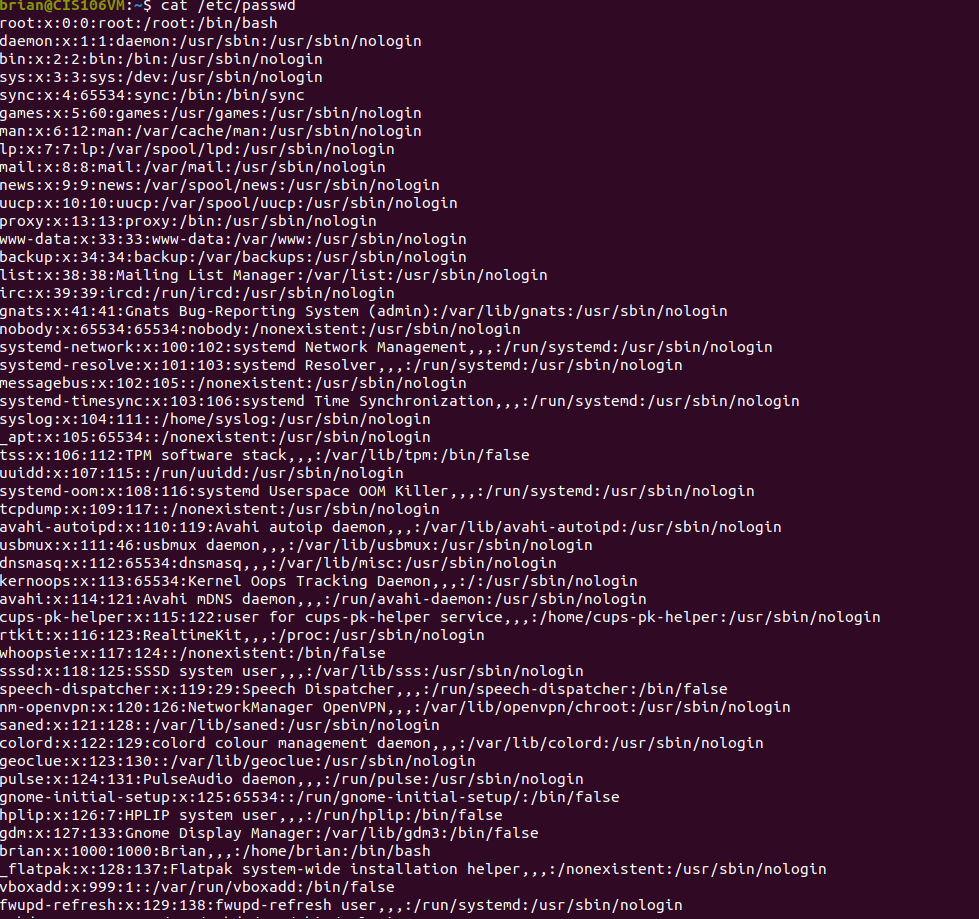 brian@CIS106VM:~$ cat /etc/passwd
root:x:0:0:root:/root:/bin/bash
daemon:x:1:1:daemon:/usr/sbin:/usr/sbin/nologin
bin:x:2:2:bin:/bin:/usr/sbin/nologin
sys:x:3:3:sys:/dev:/usr/sbin/nologin
sync:x:4:65534:sync:/bin:/bin/sync
games:x:5:60:games:/usr/games:/usr/sbin/nologin
man:x:6:12:man:/var/cache/man:/usr/sbin/nologin
lp:x:7:7:lp:/var/spool/lpd:/usr/sbin/nologin
mail:x:8:8:mail:/var/mail:/usr/sbin/nologin
news:x:9:9:news:/var/spool/news:/usr/sbin/nologin
uucp:x:10:10:uucp:/var/spool/uucp:/usr/sbin/nologin
proxy:x:13:13:proxy:/bin:/usr/sbin/nologin
www-data:x:33:33:www-data:/var/www:/usr/sbin/nologin
backup:x:34:34:backup:/var/backups:/usr/sbin/nologin
list:x:38:38:Mailing List Manager:/var/list:/usr/sbin/nologin
irc:x:39:39:ircd:/run/ircd:/usr/sbin/nologin
gnats:x:41:41:Gnats Bug-Reporting System (admin):/var/lib/gnats:/usr/sbin/nologin
nobody:x:65534:65534:nobody:/nonexistent:/usr/sbin/nologin
systemd-network:x:100:102:systemd Network Management,,,:/run/systemd:/usr/sbin/nologin
systemd-resolve:x:101:103:systemd Resolver,,,:/run/systemd:/usr/sbin/nologin
messagebus:x:102:105::/nonexistent:/usr/sbin/nologin
systemd-timesync:x:103:106:systemd Time Synchronization,,,:/run/systemd:/usr/sbin/nologin
syslog:x:104:111::/home/syslog:/usr/sbin/nologin
_apt:x:105:65534::/nonexistent:/usr/sbin/nologin
tss:x:106:112:TPM software stack,,,:/var/lib/tpm:/bin/false
uuidd:x:107:115::/run/uuidd:/usr/sbin/nologin
systemd-oom:x:108:116:systemd Userspace OOM Killer,,,:/run/systemd:/usr/sbin/nologin
tcpdump:x:109:117::/nonexistent:/usr/sbin/nologin
avahi-autoipd:x:110:119:Avahi autoip daemon,,,:/var/lib/avahi-autoipd:/usr/sbin/nologin
usbmux:x:111:46:usbmux daemon,,,:/var/lib/usbmux:/usr/sbin/nologin
dnsmasq:x:112:65534:dnsmasq,,,:/var/lib/misc:/usr/sbin/nologin
kernoops:x:113:65534:Kernel Oops Tracking Daemon,,,:/:/usr/sbin/nologin
avahi:x:114:121:Avahi mDNS daemon,,,:/run/avahi-daemon:/usr/sbin/nologin
cups-pk-helper:x:115:122:user for cups-pk-helper service,,,:/home/cups-pk-helper:/usr/sbin/nologin
rtkit:x:116:123:RealtimeKit,,,:/proc:/usr/sbin/nologin
whoopsie:x:117:124::/nonexistent:/bin/false
sssd:x:118:125:SSSD system user,,,:/var/lib/sss:/usr/sbin/nologin
speech-dispatcher:x:119:29:Speech Dispatcher,,,:/run/speech-dispatcher:/bin/false
nm-openvpn:x:120:126:NetworkManager OpenVPN,,,:/var/lib/openvpn/chroot:/usr/sbin/nologin
saned:x:121:128::/var/lib/saned:/usr/sbin/nologin
colord:x:122:129:colord colour management daemon,,,:/var/lib/colord:/usr/sbin/nologin
geoclue:x:123:130::/var/lib/geoclue:/usr/sbin/nologin
pulse:x:124:131:PulseAudio daemon,,,:/run/pulse:/usr/sbin/nologin
gnome-initial-setup:x:125:65534::/run/gnome-initial-setup/:/bin/false
hplip:x:126:7:HPLIP system user,,,:/run/hplip:/bin/false
gdm:x:127:133:Gnome Display Manager:/var/lib/gdm3:/bin/false
brian:x:1000:1000:Brian,,,:/home/brian:/bin/bash
_flatpak:x:128:137:Flatpak system-wide installation helper,,,:/nonexistent:/usr/sbin/nologin
vboxadd:x:999:1::/var/run/vboxadd:/bin/false
fwupd-refresh:x:129:138:fwupd-refresh user,,,:/run/systemd:/usr/sbin/nologin